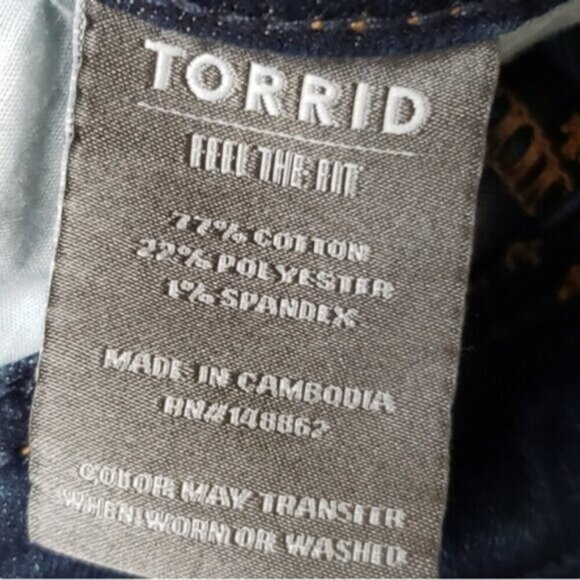 TORRID
FEEL THE FIT
77% COTTON
22% POLYESTER
1% SPANDEX
MADE IN CAMBODIA
RN#148862
COLOR MAY TRANSFER
WHEN WORN OR WASHED